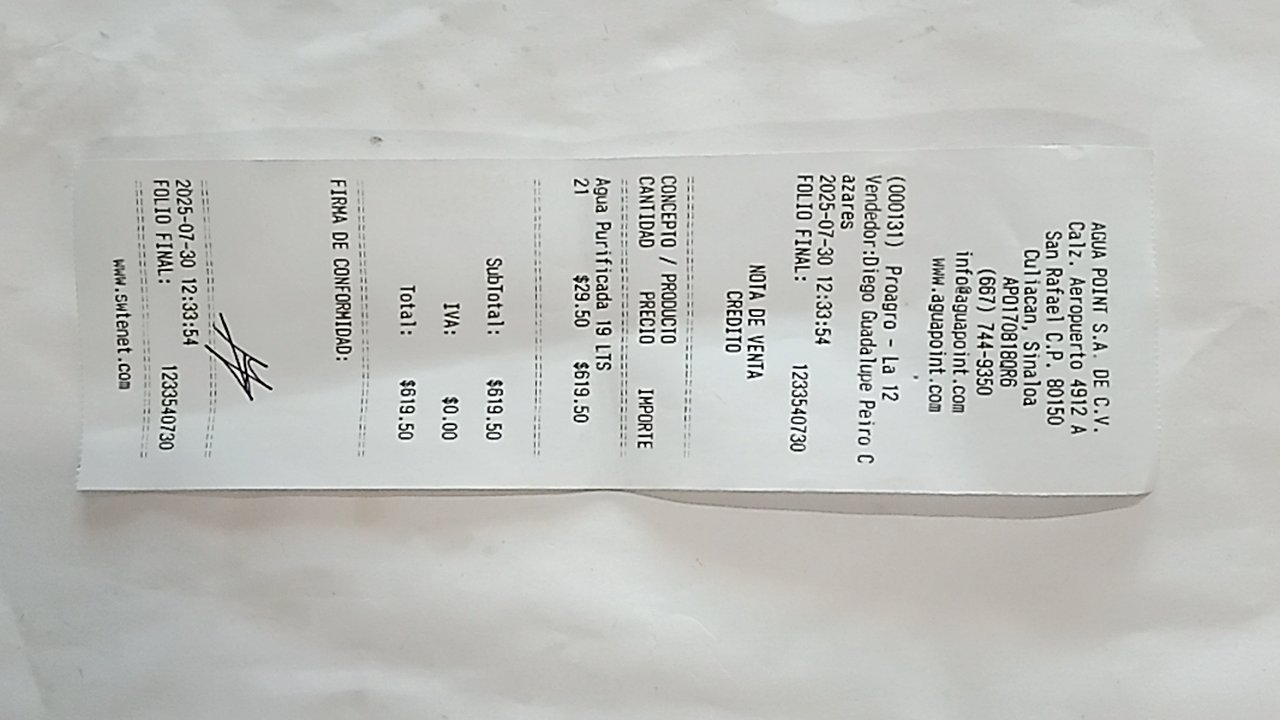 AGUA POINT S.A. DE C.V.
Calz. Aeropuerto 4912 A
San Rafael C.P. 80150
Culiacan, Sinaloa
APO170818QR6
(667) 744-9350
info@aguapoint.com
www.aguapoint.com
(000131) Proagro - La 12
Vendedor:Diego Guadalupe Peiro C
azares
2025-07-30 12:33:54
FOLIO FINAL: 1233540730
NOTA DE VENTA
CREDITO
================================
CONCEPTO / PRODUCTO
CANTIDAD PRECIO IMPORTE
================================
Agua Purificada 19 LTS
21 $29.50 $619.50
================================
SubTotal: $619.50
IVA: $0.00
Total: $619.50
================================
FIRMA DE CONFORMIDAD:
================================
2025-07-30 12:33:54
FOLIO FINAL: 1233540730
================================
www.swtenet.com